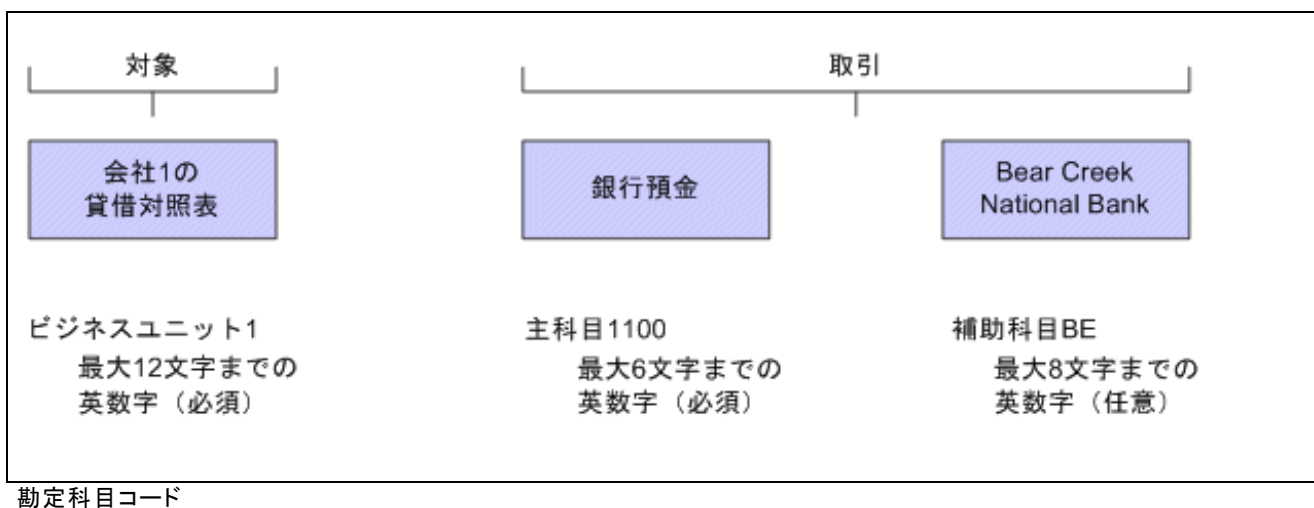 対象
取引
会社1の
貸借対照表
銀行預金
Bear Creek
National Bank
ビジネスユニット1
最大12文字までの
英数字（必須）
主科目1100
最大6文字までの
英数字（必須）
補助科目BE
最大8文字までの
英数字（任意）
勘定科目コード